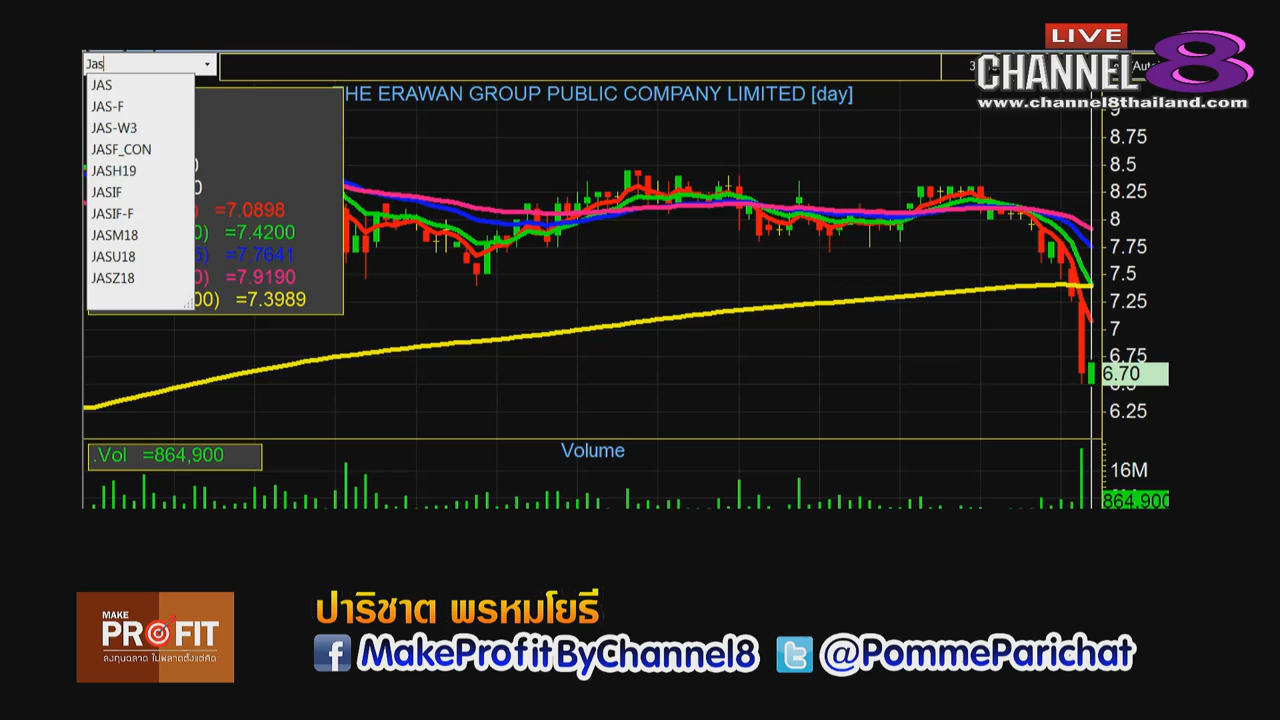 LIVE
CHANNEL 8
www.channel8thailand.com
Jas
JAS
JAS-F
JAS-W3
JASF_CON
JASH19
JASIF
JASIF-F
JASM18
JASU18
JASZ18
HE ERAWAN GROUP PUBLIC COMPANY LIMITED [day]
=7.0898
=7.4200
=7.7641
=7.9190
00) =7.3989
9
8.75
8.5
8.25
8
7.75
7.5
7.25
7
6.75
6.70
6.25
.Vol =864,900
Volume
16M
864,900
MAKE
PROFIT
ลงทุนฉลาด ไม่พลาดตั้งแต่คิด
ปาริชาต พรหมโยธี
f MakeProfitByChannel8
t @PommeParichat